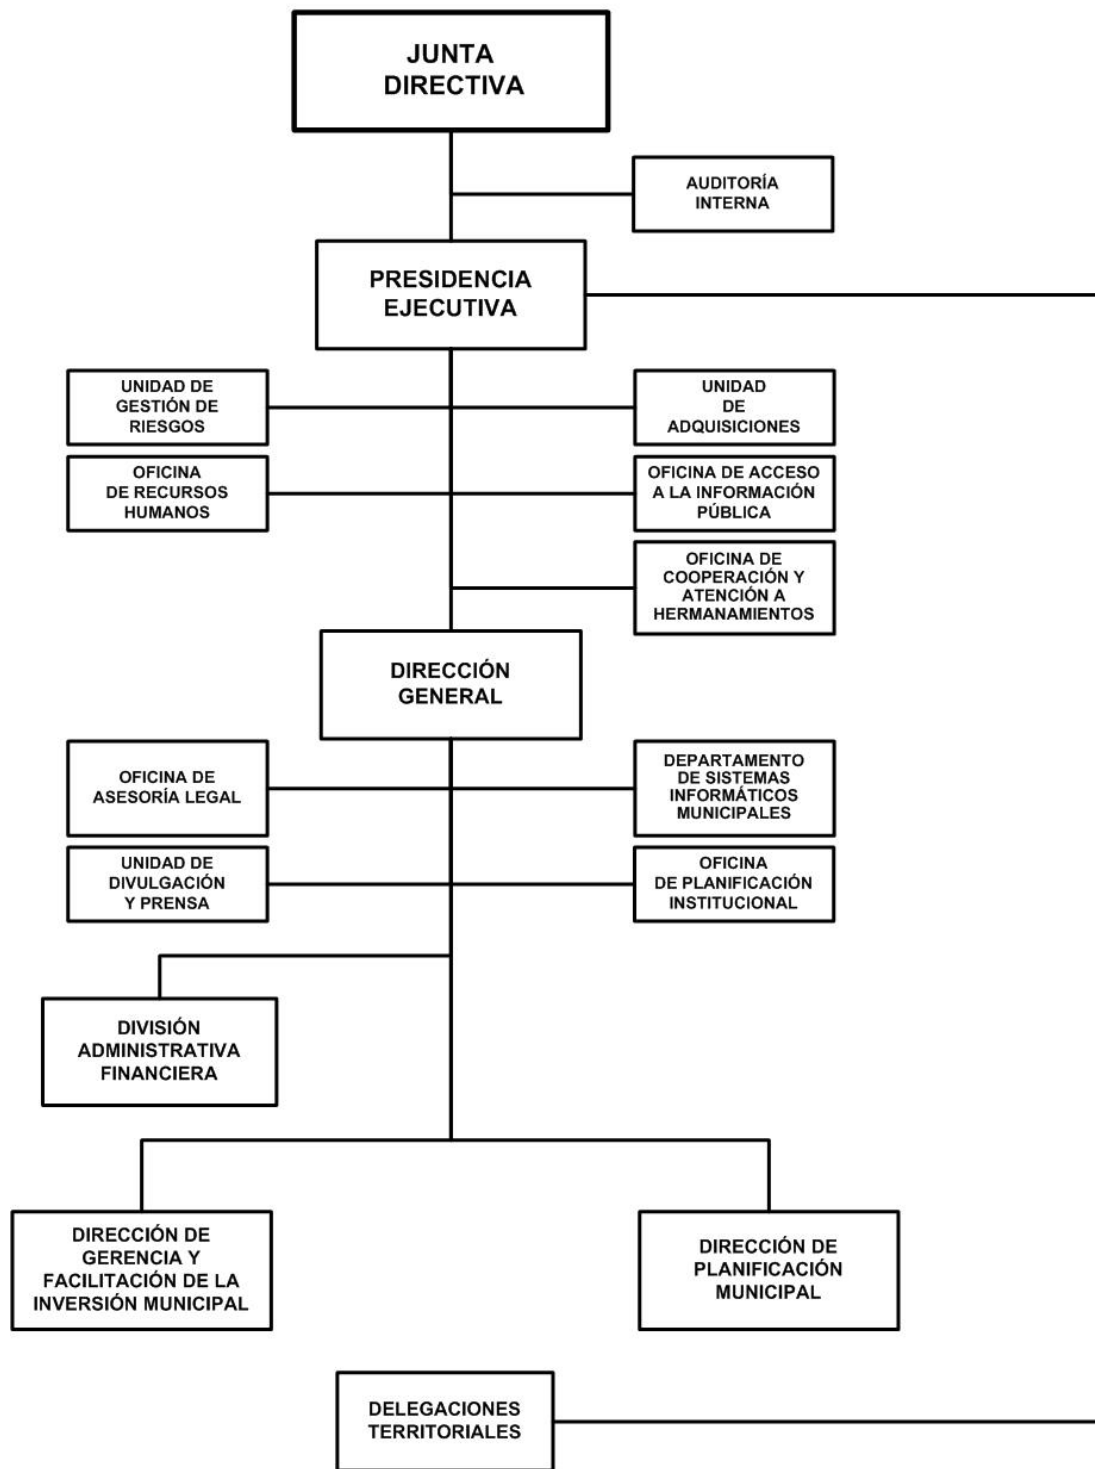 JUNTA
DIRECTIVA
AUDITORÍA
INTERNA
PRESIDENCIA
EJECUTIVA
UNIDAD DE
GESTIÓN DE
RIESGOS
UNIDAD
DE
ADQUISICIONES
OFICINA
DE RECURSOS
HUMANOS
OFICINA DE ACCESO
A LA INFORMACIÓN
PÚBLICA
OFICINA DE
COOPERACIÓN Y
ATENCIÓN A
HERMANAMIENTOS
DIRECCIÓN
GENERAL
OFICINA DE
ASESORÍA LEGAL
DEPARTAMENTO
DE SISTEMAS
INFORMÁTICOS
MUNICIPALES
UNIDAD DE
DIVULGACIÓN
Y PRENSA
OFICINA
DE PLANIFICACIÓN
INSTITUCIONAL
DIVISIÓN
ADMINISTRATIVA
FINANCIERA
DIRECCIÓN DE
GERENCIA Y
FACILITACIÓN DE LA
INVERSIÓN MUNICIPAL
DIRECCIÓN DE
PLANIFICACIÓN
MUNICIPAL
DELEGACIONES
TERRITORIALES